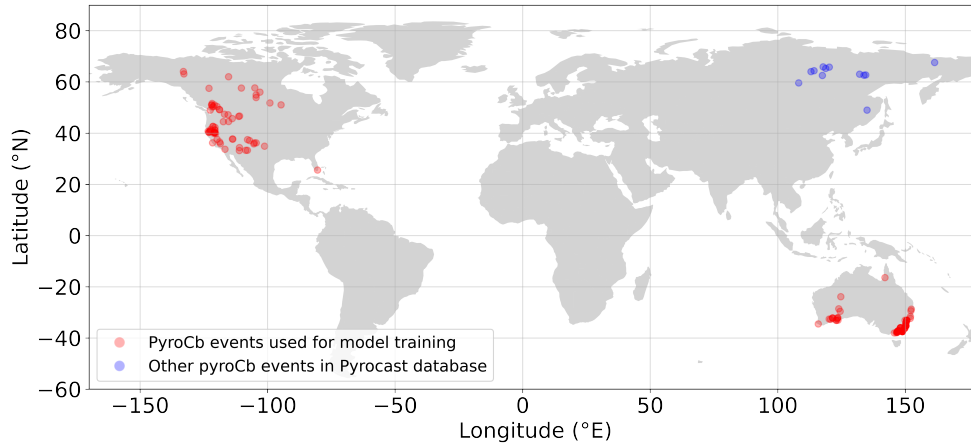 80
60
40
20
0
−20
−40
−60
Latitude (°N)
PyroCb events used for model training
Other pyroCb events in Pyrocast database
−150 −100 −50 0 50 100 150
Longitude (°E)